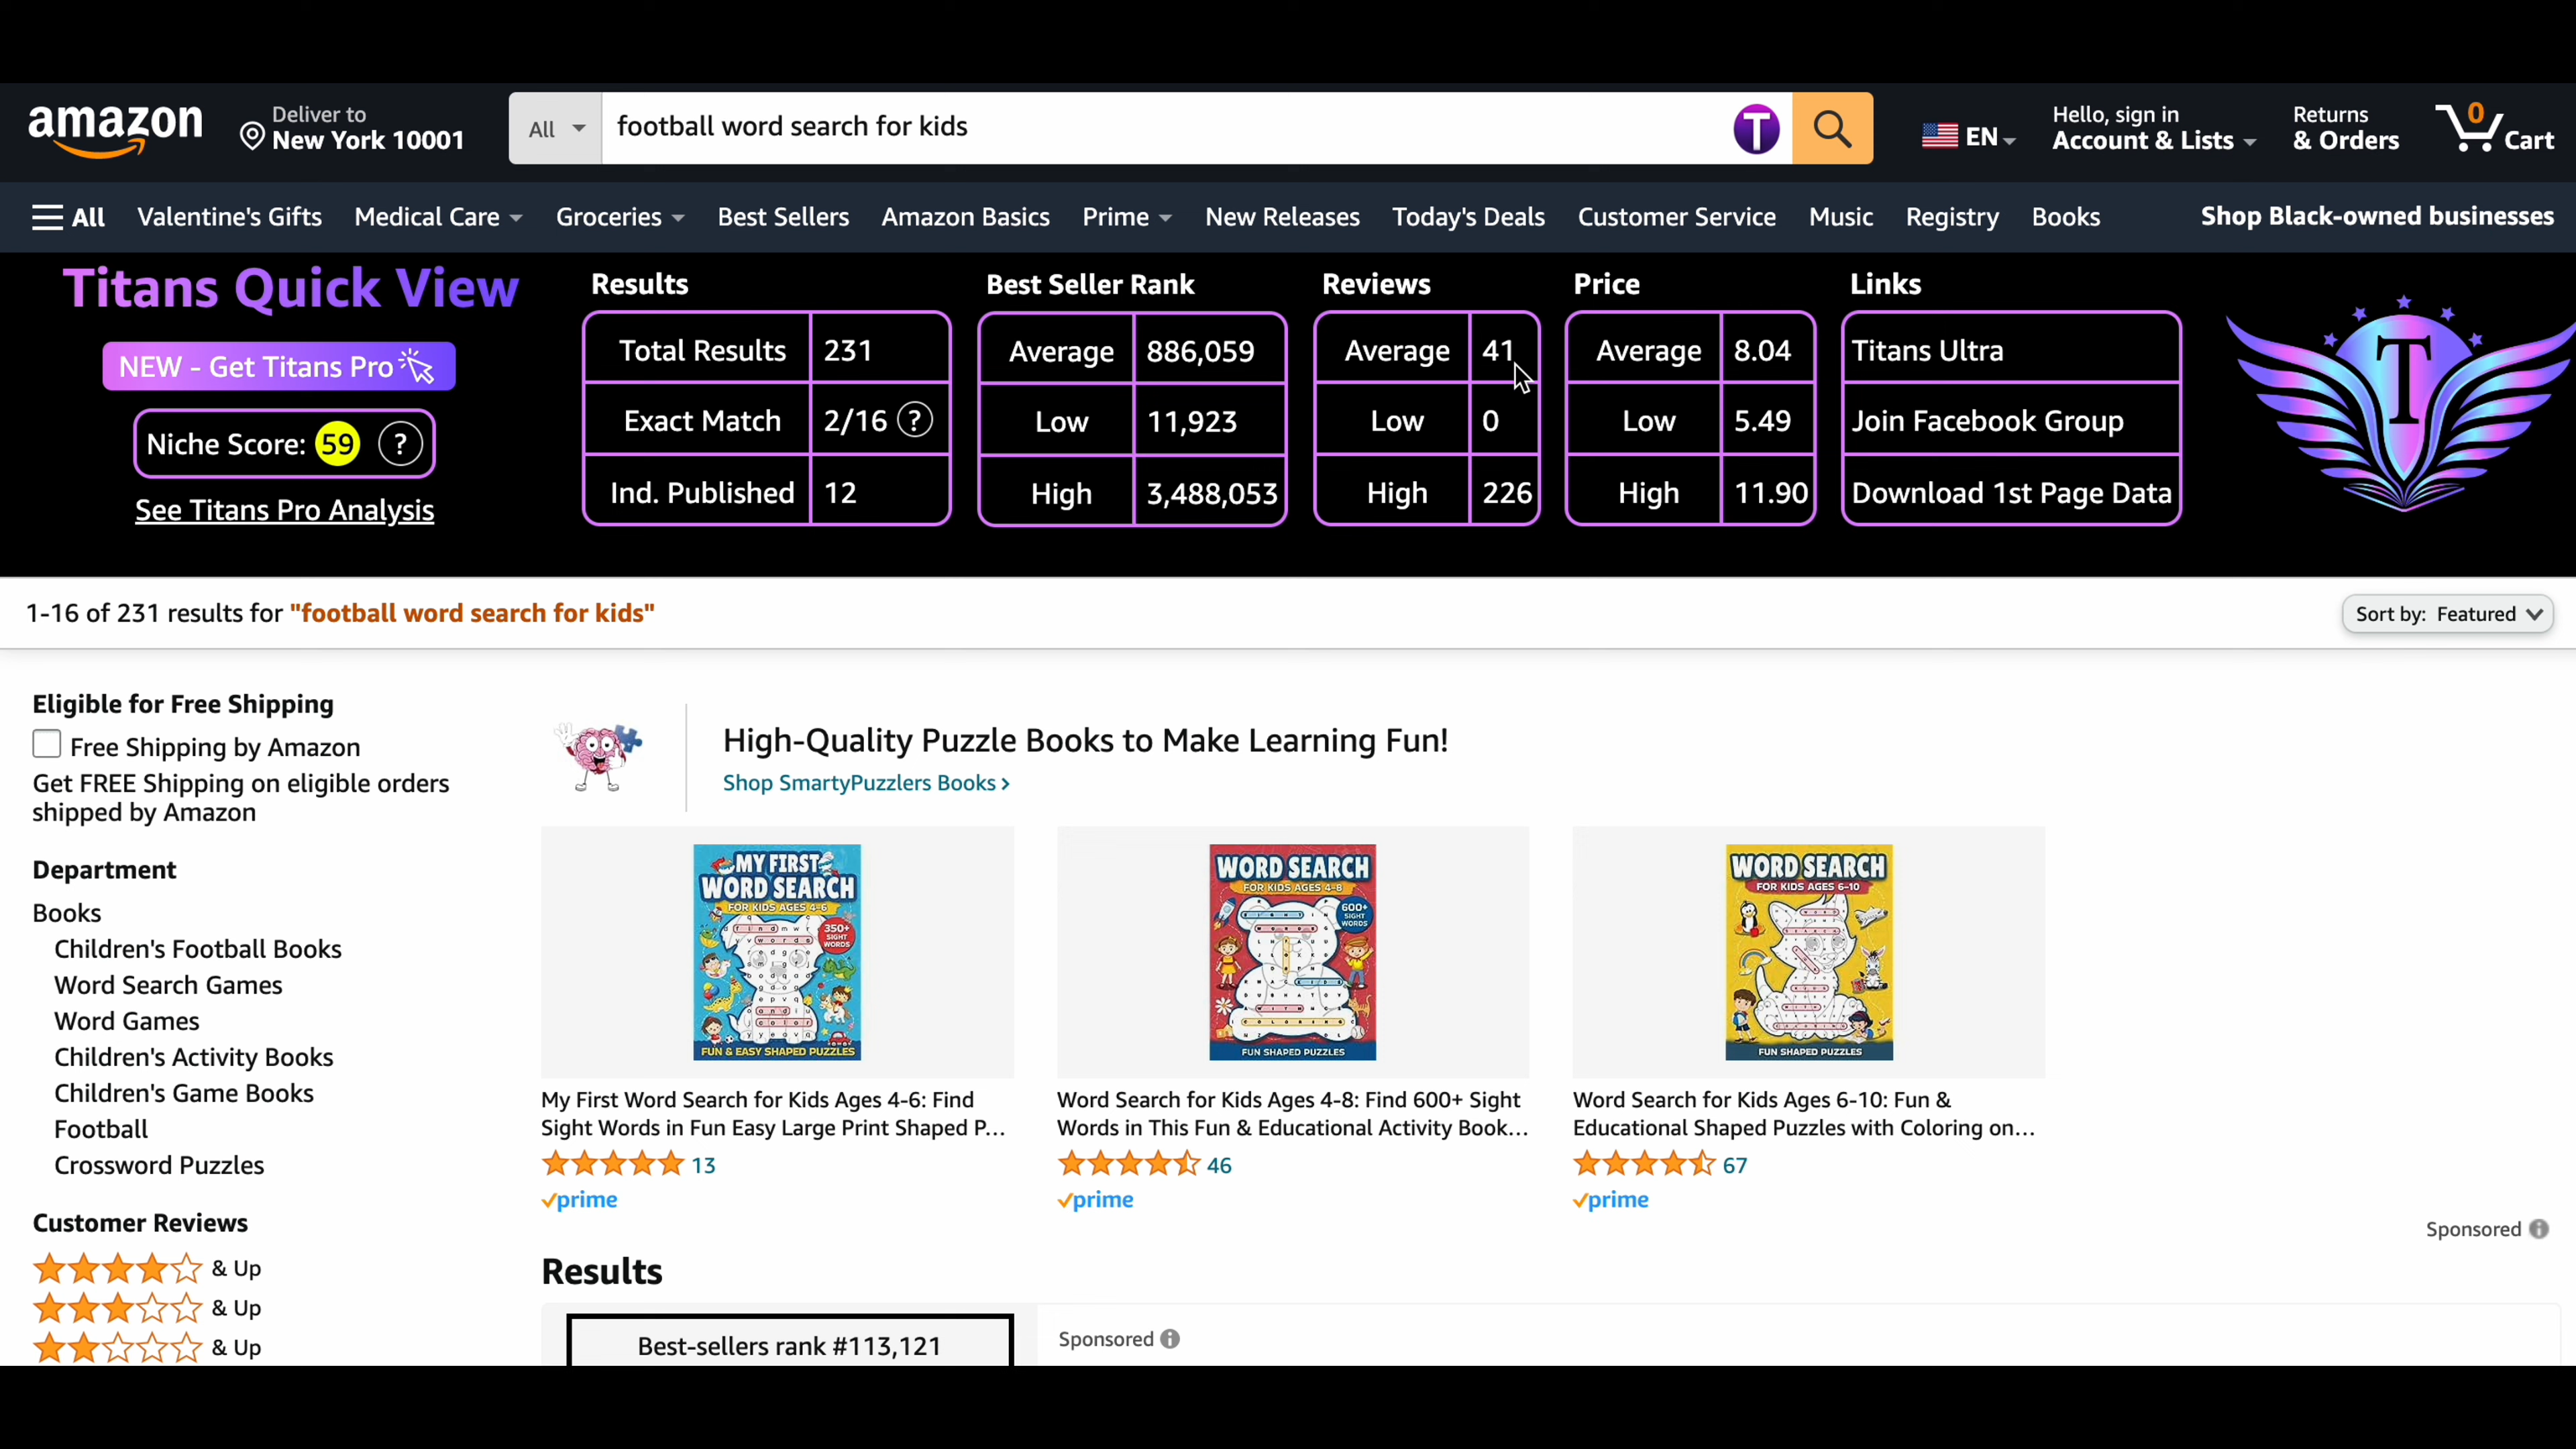 amazon
Deliver to
New York 10001
All
football word search for kids
T
EN
Hello, sign in
Account & Lists
Returns
& Orders
0
Cart
All
Valentine's Gifts
Medical Care
Groceries
Best Sellers
Amazon Basics
Prime
New Releases
Today's Deals
Customer Service
Music
Registry
Books
Shop Black-owned businesses
Titans Quick View
NEW - Get Titans Pro
Niche Score: 59 ?
See Titans Pro Analysis
Results
Total Results 231
Exact Match 2/16 ?
Ind. Published 12
Best Seller Rank
Average 886,059
Low 11,923
High 3,488,053
Reviews
Average 41
Low 0
High 226
Price
Average 8.04
Low 5.49
High 11.90
Links
Titans Ultra
Join Facebook Group
Download 1st Page Data
T
1-16 of 231 results for "football word search for kids"
Sort by: Featured
Eligible for Free Shipping
Free Shipping by Amazon
Get FREE Shipping on eligible orders
shipped by Amazon
Department
Books
Children's Football Books
Word Search Games
Word Games
Children's Activity Books
Children's Game Books
Football
Crossword Puzzles
Customer Reviews
& Up
& Up
& Up
High-Quality Puzzle Books to Make Learning Fun!
Shop SmartyPuzzlers Books ›
MY FIRST
WORD SEARCH
FOR KIDS AGES 4-6
350+
SIGHT
WORDS
FUN & EASY SHAPED PUZZLES
My First Word Search for Kids Ages 4-6: Find
Sight Words in Fun Easy Large Print Shaped P...
13
prime
WORD SEARCH
FOR KIDS AGES 4-8
600+
SIGHT
WORDS
FUN SHAPED PUZZLES
Word Search for Kids Ages 4-8: Find 600+ Sight
Words in This Fun & Educational Activity Book...
46
prime
WORD SEARCH
FOR KIDS AGES 6-10
FUN SHAPED PUZZLES
Word Search for Kids Ages 6-10: Fun &
Educational Shaped Puzzles with Coloring on...
67
prime
Sponsored
Results
Best-sellers rank #113,121
Sponsored